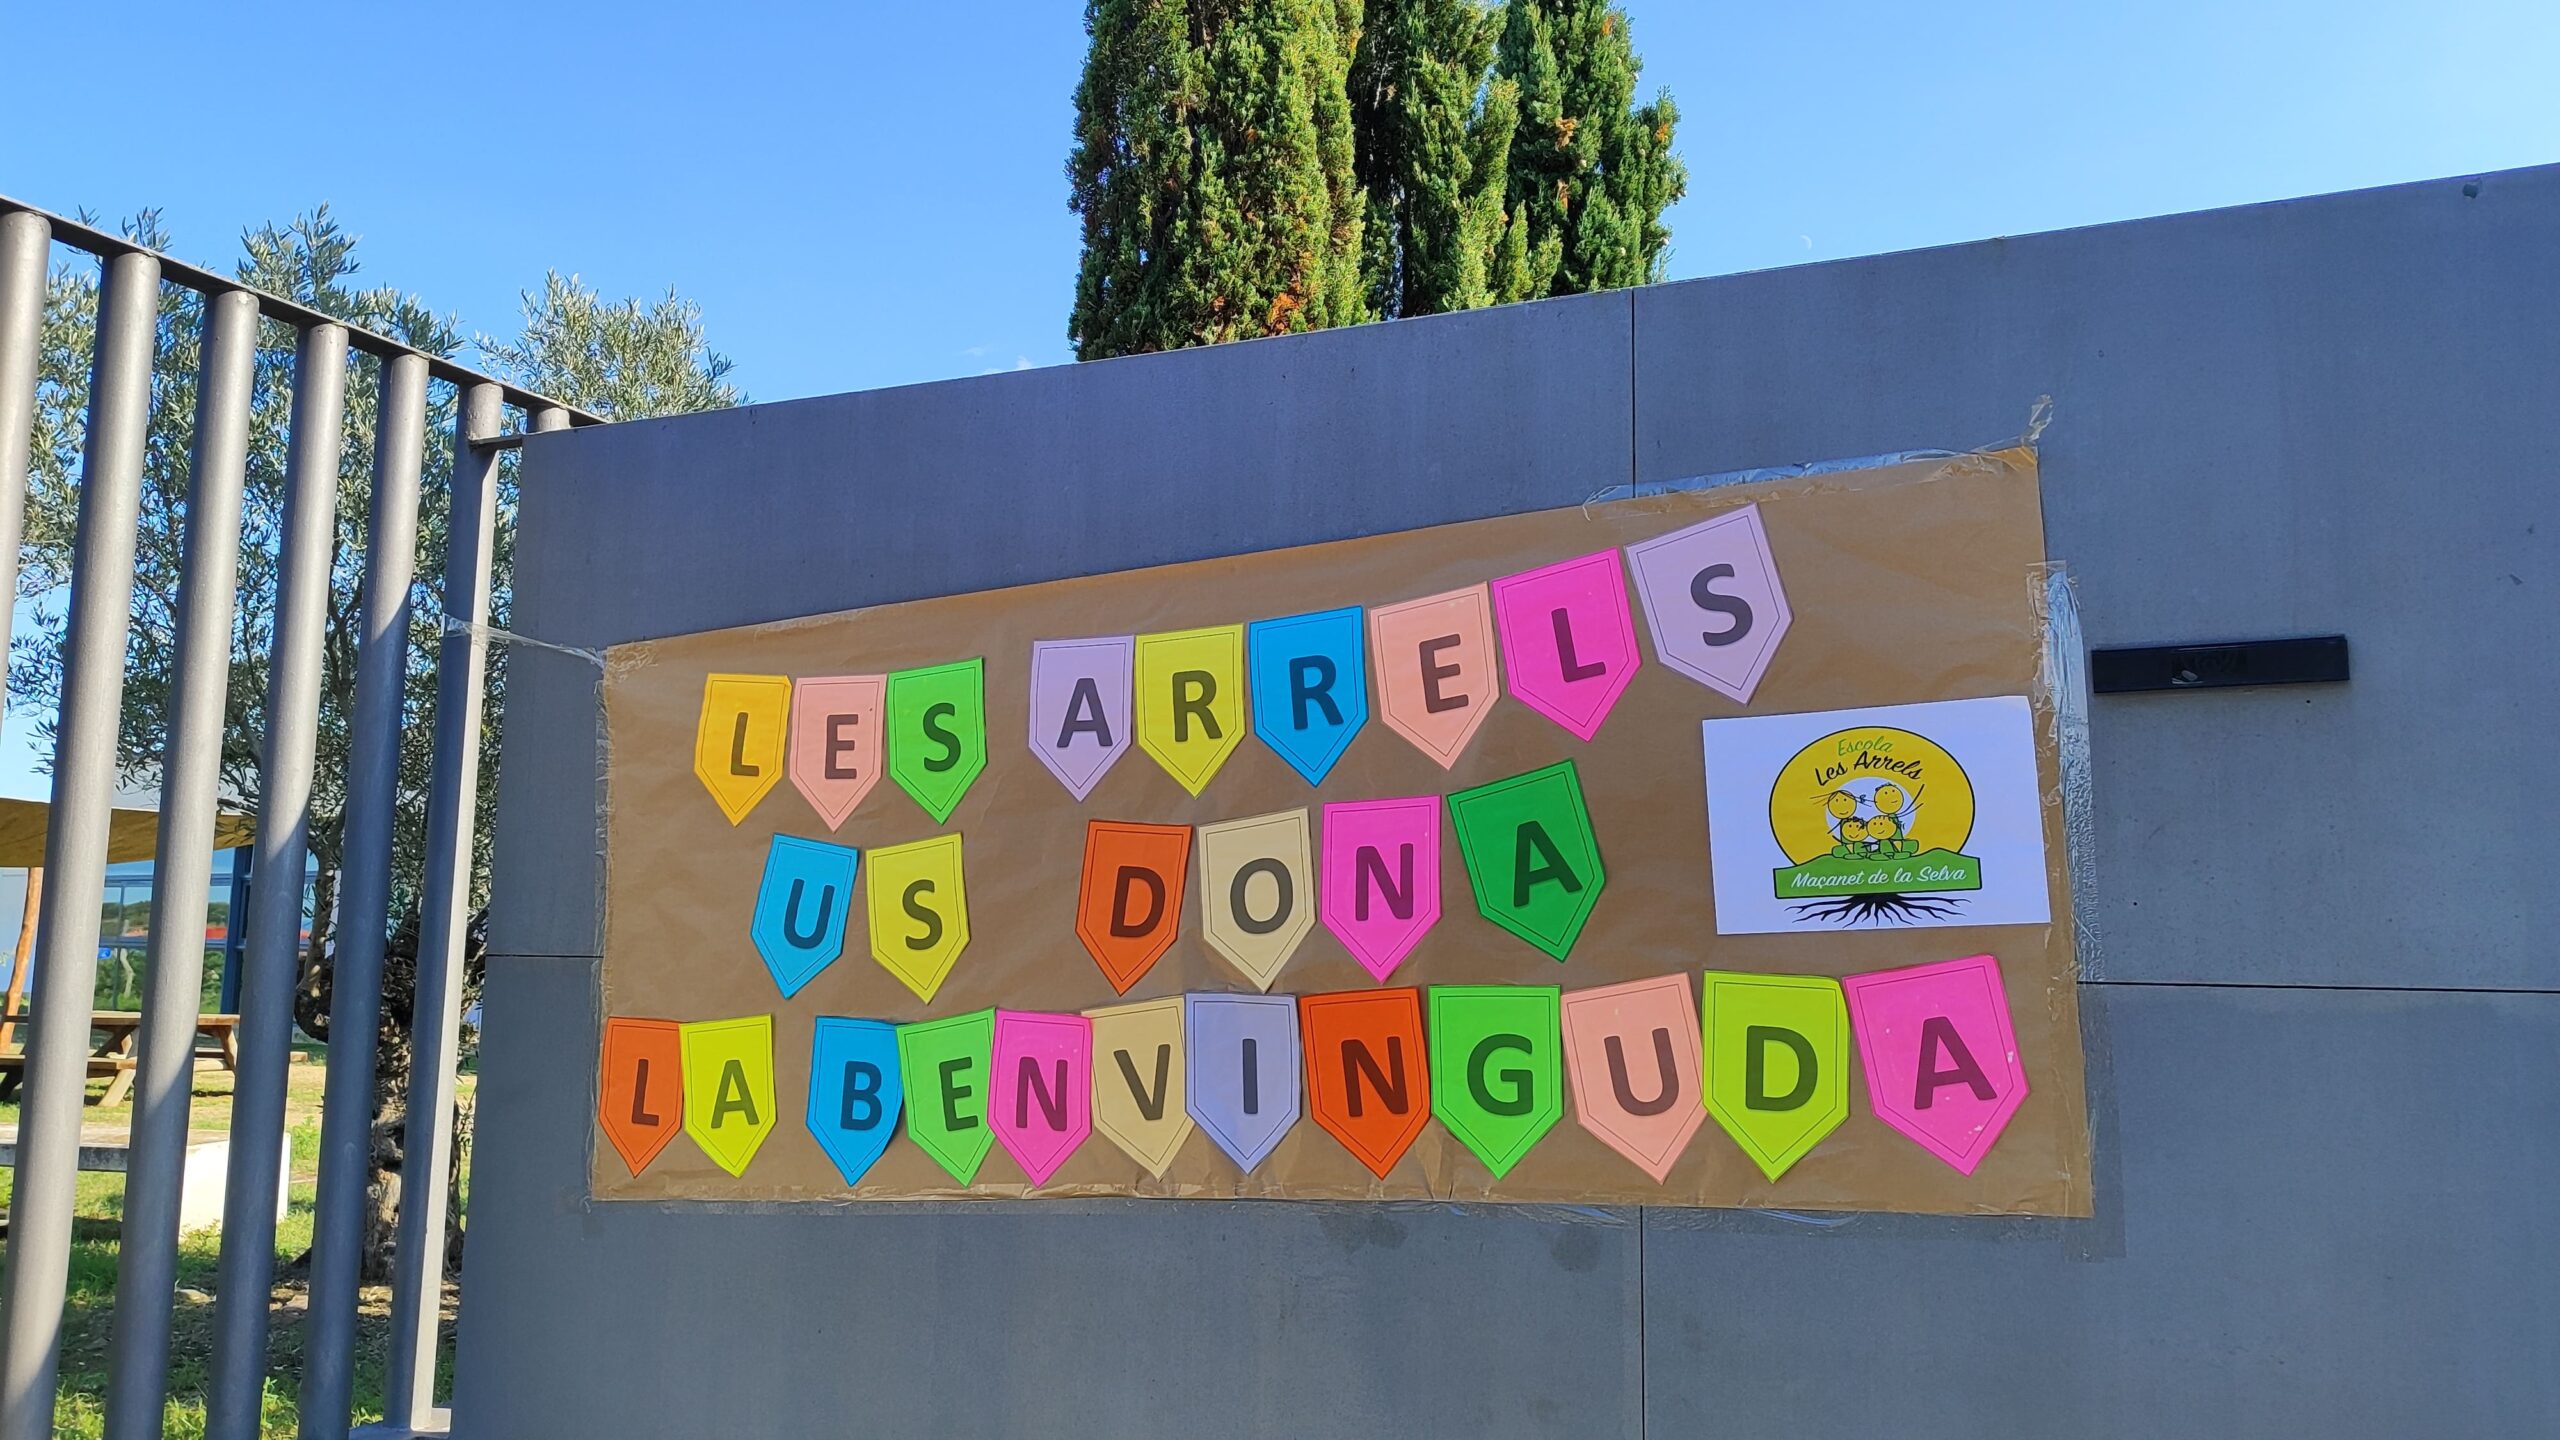 LES ARRELS
US DONA
LA BENVINGUDA
Escola
Les Arrels
Maçanet de la Selva